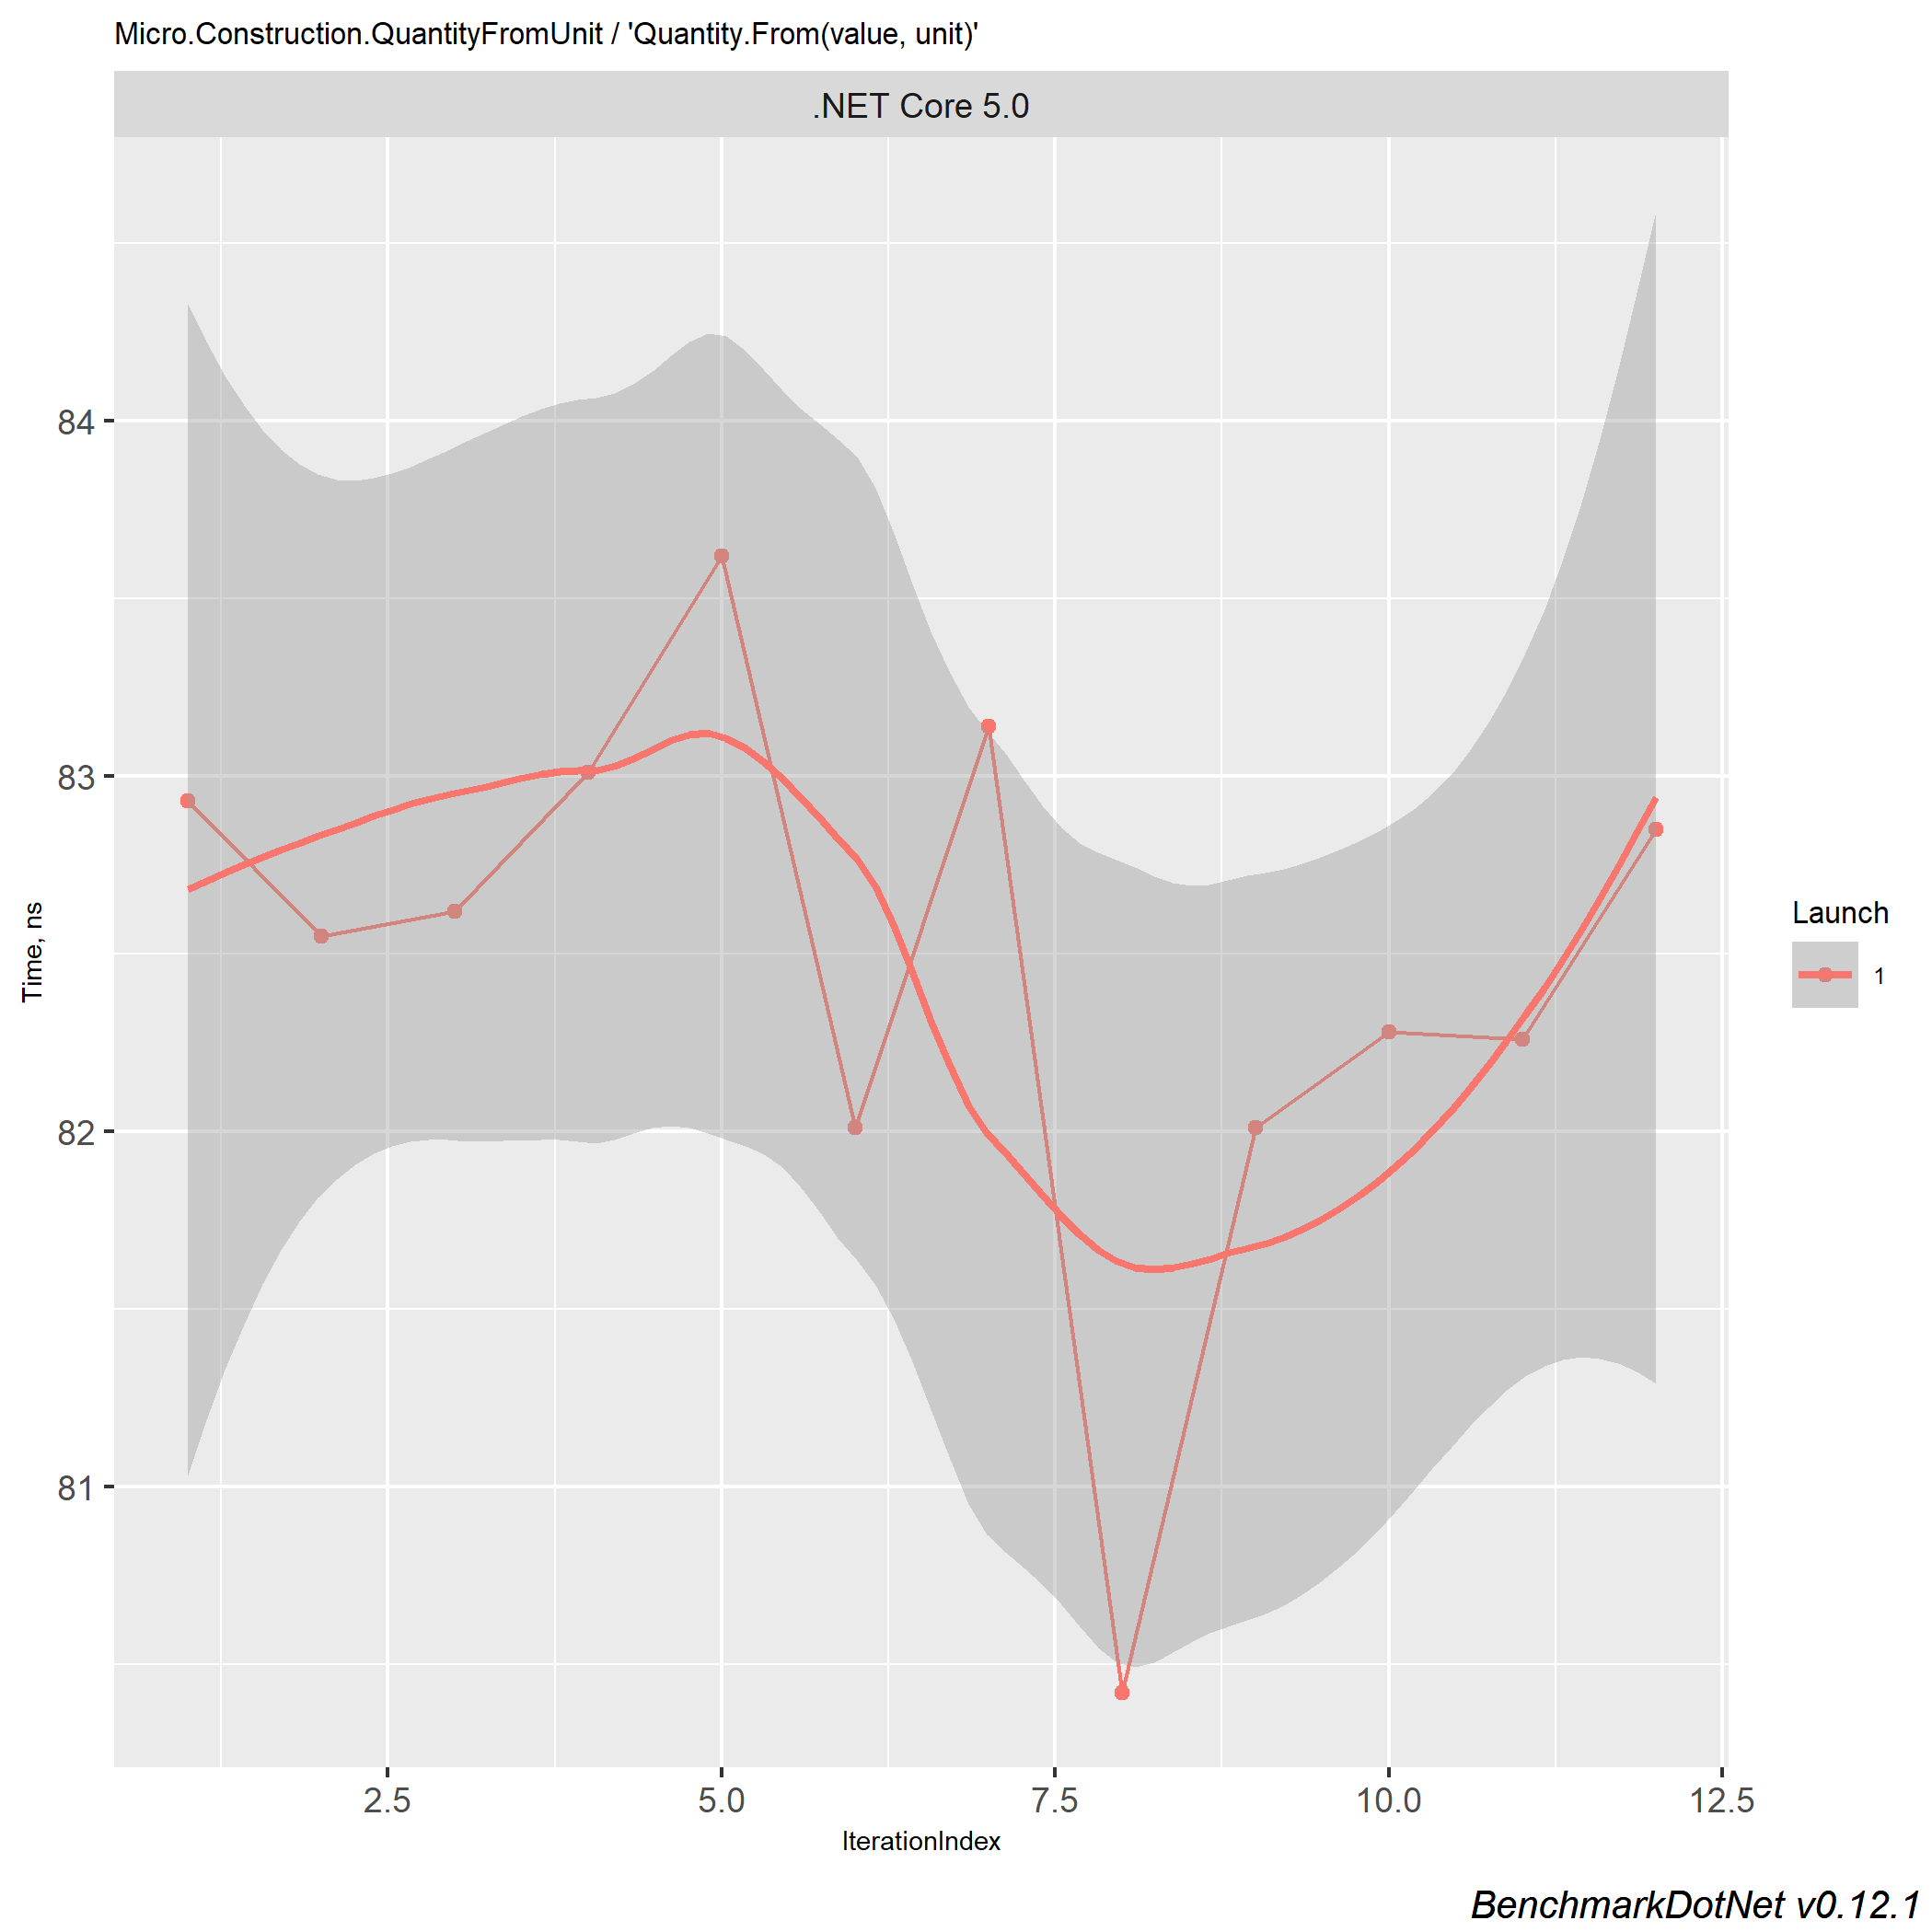 Micro.Construction.QuantityFromUnit / 'Quantity.From(value, unit)'
.NET Core 5.0
84
83
82
81
Time, ns
2.5 5.0 7.5 10.0 12.5
IterationIndex
Launch
1
BenchmarkDotNet v0.12.1